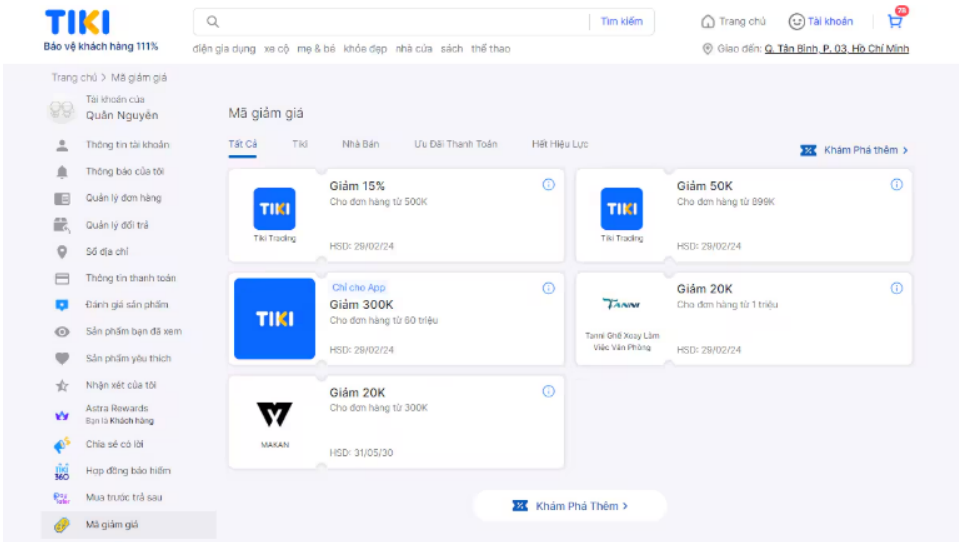 TIKI
Bảo vệ khách hàng 111%
Tìm kiếm
Trang chủ
Tài khoản
78
điện gia dụng xe cộ mẹ & bé khỏe đẹp nhà cửa sách thể thao
Giao đến: Q. Tân Bình, P. 03, Hồ Chí Minh
Trang chủ > Mã giảm giá
Tài khoản của
Quân Nguyễn
Thông tin tài khoản
Thông báo của tôi
Quản lý đơn hàng
Quản lý đổi trả
Sổ địa chỉ
Thông tin thanh toán
Đánh giá sản phẩm
Sản phẩm bạn đã xem
Sản phẩm yêu thích
Nhận xét của tôi
Astra Rewards
Bạn là Khách hàng
Chia sẻ có lời
TIKI 360
Hợp đồng bảo hiểm
Pay later
Mua trước trả sau
Mã giảm giá
Mã giảm giá
Tất Cả
Tiki
Nhà Bán
Ưu Đãi Thanh Toán
Hết Hiệu Lực
Khám Phá thêm >
TIKI
Tiki Trading
Giảm 15%
Cho đơn hàng từ 500K
HSD: 29/02/24
TIKI
Tiki Trading
Giảm 50K
Cho đơn hàng từ 899K
HSD: 29/02/24
TIKI
Chỉ cho App
Giảm 300K
Cho đơn hàng từ 60 triệu
HSD: 29/02/24
TANNI
Tanni Ghế Xoay Làm
Việc Văn Phòng
Giảm 20K
Cho đơn hàng từ 1 triệu
HSD: 29/02/24
MAKAN
Giảm 20K
Cho đơn hàng từ 300K
HSD: 31/05/30
Khám Phá Thêm >